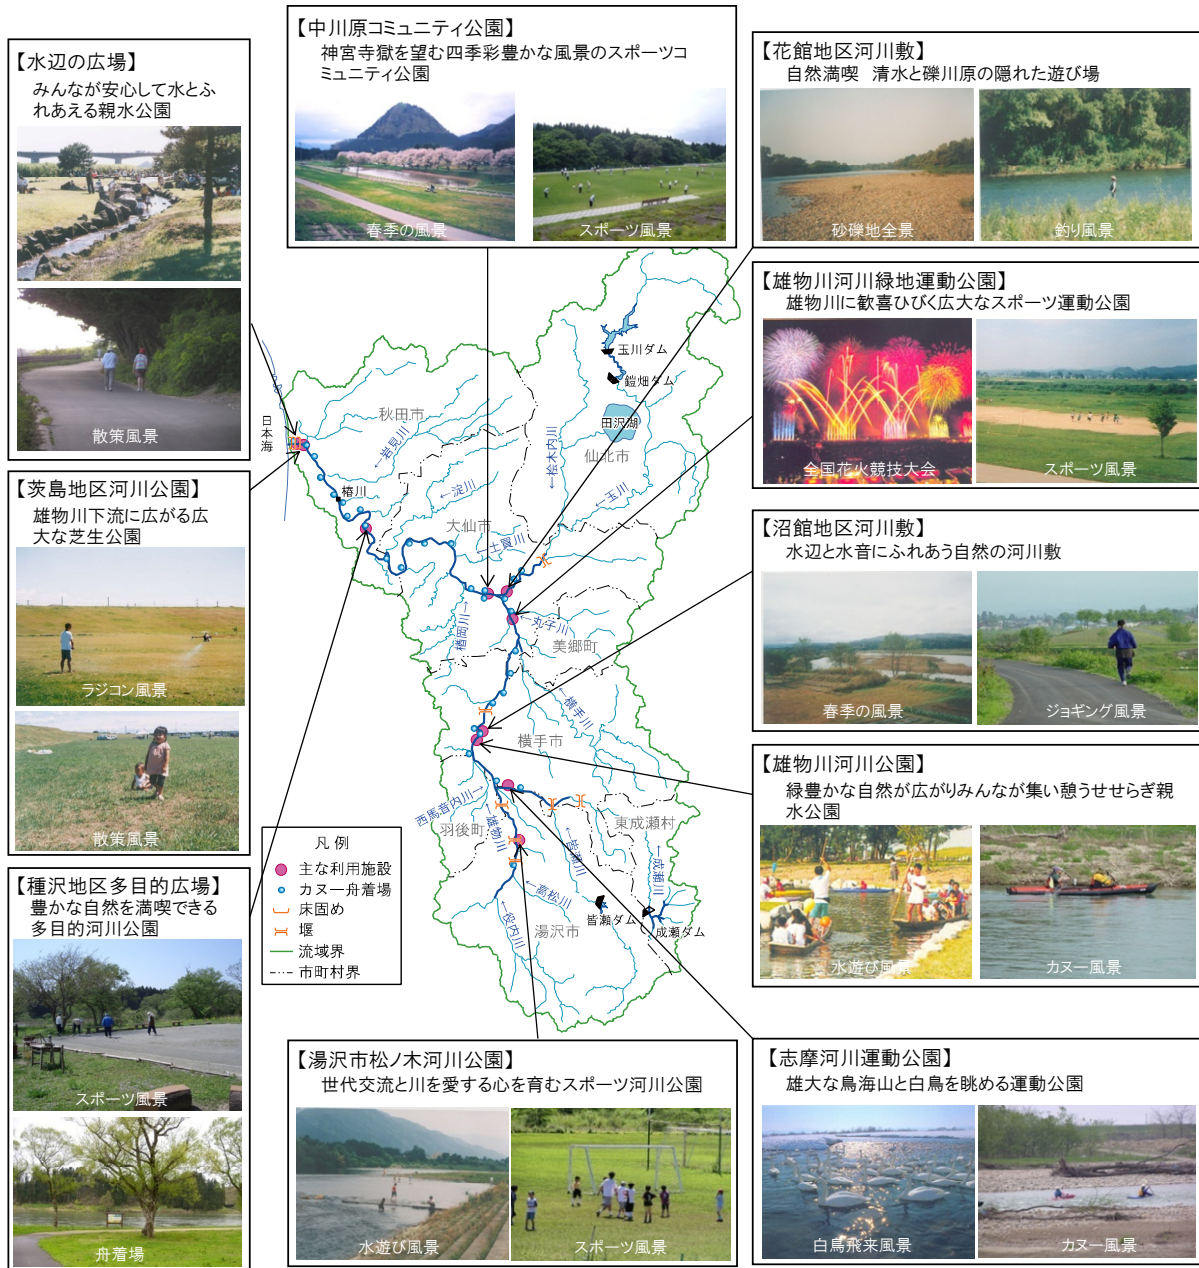 【水辺の広場】
みんなが安心して水とふ
れあえる親水公園
散策風景
【中川原コミュニティ公園】
神宮寺獄を望む四季彩豊かな風景のスポーツコ
ミュニティ公園
春季の風景
スポーツ風景
【花館地区河川敷】
自然満喫 清水と礫川原の隠れた遊び場
砂礫地全景
釣り風景
【雄物川河川緑地運動公園】
雄物川に歓喜ひびく広大なスポーツ運動公園
全国花火競技大会
スポーツ風景
【茨島地区河川公園】
雄物川下流に広がる広
大な芝生公園
ラジコン風景
散策風景
【沼館地区河川敷】
水辺と水音にふれあう自然の河川敷
春季の風景
ジョギング風景
【雄物川河川公園】
緑豊かな自然が広がりみんなが集い憩うせせらぎ親
水公園
水遊び風景
カヌー風景
【種沢地区多目的広場】
豊かな自然を満喫できる
多目的河川公園
スポーツ風景
舟着場
【湯沢市松ノ木河川公園】
世代交流と川を愛する心を育むスポーツ河川公園
水遊び風景
スポーツ風景
【志摩河川運動公園】
雄大な鳥海山と白鳥を眺める運動公園
白鳥飛来風景
カヌー風景
玉川ダム
鎧畑ダム
田沢湖
秋田市
仙北市
日本海
←岩見川
←桧木内川
椿川
←淀川
←玉川
大仙市
←土買川
楢岡川→
←丸子川
美郷町
←横手川
横手市
西馬音内川→
羽後町
雄物川
東成瀬村
←皆瀬川
←成瀬川
←高松川
←役内川
湯沢市
皆瀬ダム
成瀬ダム
凡 例
主な利用施設
カヌー舟着場
床固め
堰
流域界
市町村界